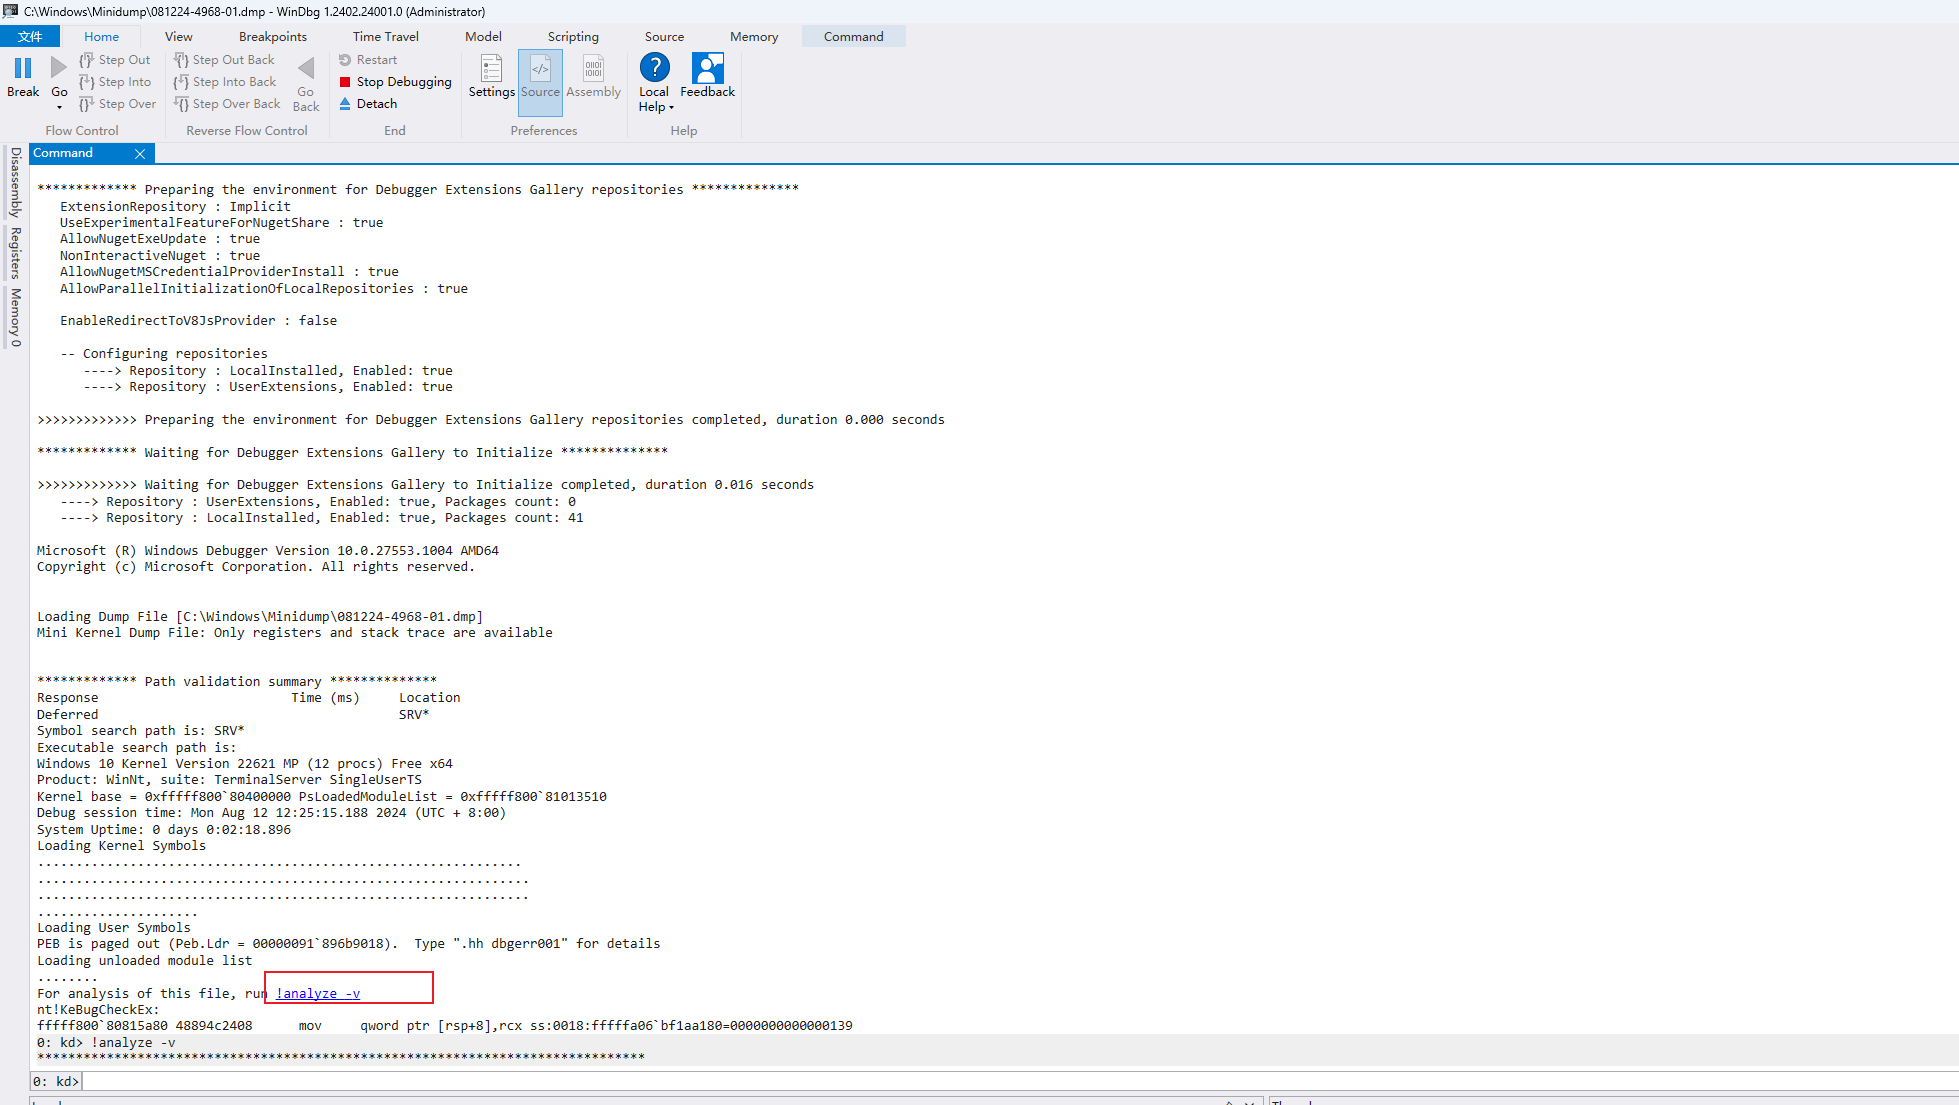 C:\Windows\Minidump\081224-4968-01.dmp - WinDbg 1.2402.24001.0 (Administrator)
文件 Home View Breakpoints Time Travel Model Scripting Source Memory Command
Break
Go
Step Out
Step Into
Step Over
Flow Control
Step Out Back
Step Into Back
Step Over Back
Go Back
Reverse Flow Control
Restart
Stop Debugging
Detach
End
Settings
Source
Assembly
Preferences
Local Help
Feedback
Help
Disassembly
Registers
Memory 0
Command
************* Preparing the environment for Debugger Extensions Gallery repositories **************
ExtensionRepository : Implicit
UseExperimentalFeatureForNugetShare : true
AllowNugetExeUpdate : true
NonInteractiveNuget : true
AllowNugetMSCredentialProviderInstall : true
AllowParallelInitializationOfLocalRepositories : true
EnableRedirectToV8JsProvider : false
-- Configuring repositories
----> Repository : LocalInstalled, Enabled: true
----> Repository : UserExtensions, Enabled: true
>>>>>>>>>>>>> Preparing the environment for Debugger Extensions Gallery repositories completed, duration 0.000 seconds
************* Waiting for Debugger Extensions Gallery to Initialize **************
>>>>>>>>>>>>> Waiting for Debugger Extensions Gallery to Initialize completed, duration 0.016 seconds
----> Repository : UserExtensions, Enabled: true, Packages count: 0
----> Repository : LocalInstalled, Enabled: true, Packages count: 41
Microsoft (R) Windows Debugger Version 10.0.27553.1004 AMD64
Copyright (c) Microsoft Corporation. All rights reserved.
Loading Dump File [C:\Windows\Minidump\081224-4968-01.dmp]
Mini Kernel Dump File: Only registers and stack trace are available
************* Path validation summary **************
Response Time (ms) Location
Deferred SRV*
Symbol search path is: SRV*
Executable search path is:
Windows 10 Kernel Version 22621 MP (12 procs) Free x64
Product: WinNt, suite: TerminalServer SingleUserTS
Kernel base = 0xfffff800`80400000 PsLoadedModuleList = 0xfffff800`81013510
Debug session time: Mon Aug 12 12:25:15.188 2024 (UTC + 8:00)
System Uptime: 0 days 0:02:18.896
Loading Kernel Symbols
...............................................................
................................................................
................................................................
.....................
Loading User Symbols
PEB is paged out (Peb.Ldr = 00000091`896b9018).  Type ".hh dbgerr001" for details
Loading unloaded module list
........
For analysis of this file, run !analyze -v
nt!KeBugCheckEx:
fffff800`80815a80 48894c2408 mov qword ptr [rsp+8],rcx ss:0018:fffffa06`bf1aa180=0000000000000139
0: kd> !analyze -v
*******************************************************************************
0: kd>